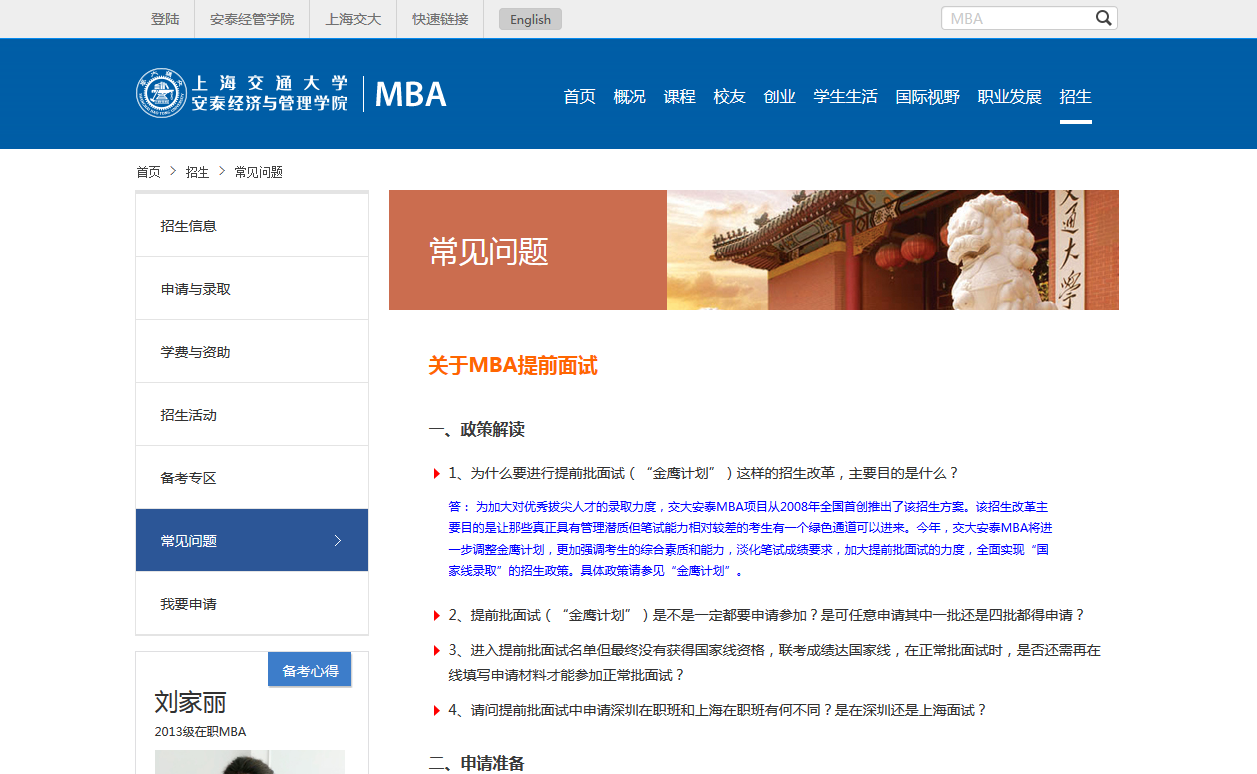 登陆 安泰经管学院 上海交大 快速链接 English MBA
上海交通大学
安泰经济与管理学院
MBA
首页 概况 课程 校友 创业 学生生活 国际视野 职业发展 招生
首页 > 招生 > 常见问题
招生信息
申请与录取
学费与资助
招生活动
备考专区
常见问题
我要申请
备考心得
刘家丽
2013级在职MBA
常见问题
交通大学
关于MBA提前面试
一、政策解读
1、为什么要进行提前批面试（“金鹰计划”）这样的招生改革，主要目的是什么？
答： 为加大对优秀拔尖人才的录取力度，交大安泰MBA项目从2008年全国首创推出了该招生方案。该招生改革主
要目的是让那些真正具有管理潜质但笔试能力相对较差的考生有一个绿色通道可以进来。今年，交大安泰MBA将进
一步调整金鹰计划，更加强调考生的综合素质和能力，淡化笔试成绩要求，加大提前批面试的力度，全面实现“国
家线录取”的招生政策。具体政策请参见“金鹰计划”。
2、提前批面试（“金鹰计划”）是不是一定都要申请参加？是可任意申请其中一批还是四批都得申请？
3、进入提前批面试名单但最终没有获得国家线资格，联考成绩达国家线，在正常批面试时，是否还需再在
线填写申请材料才能参加正常批面试？
4、请问提前批面试中申请深圳在职班和上海在职班有何不同？是在深圳还是上海面试？
二、申请准备